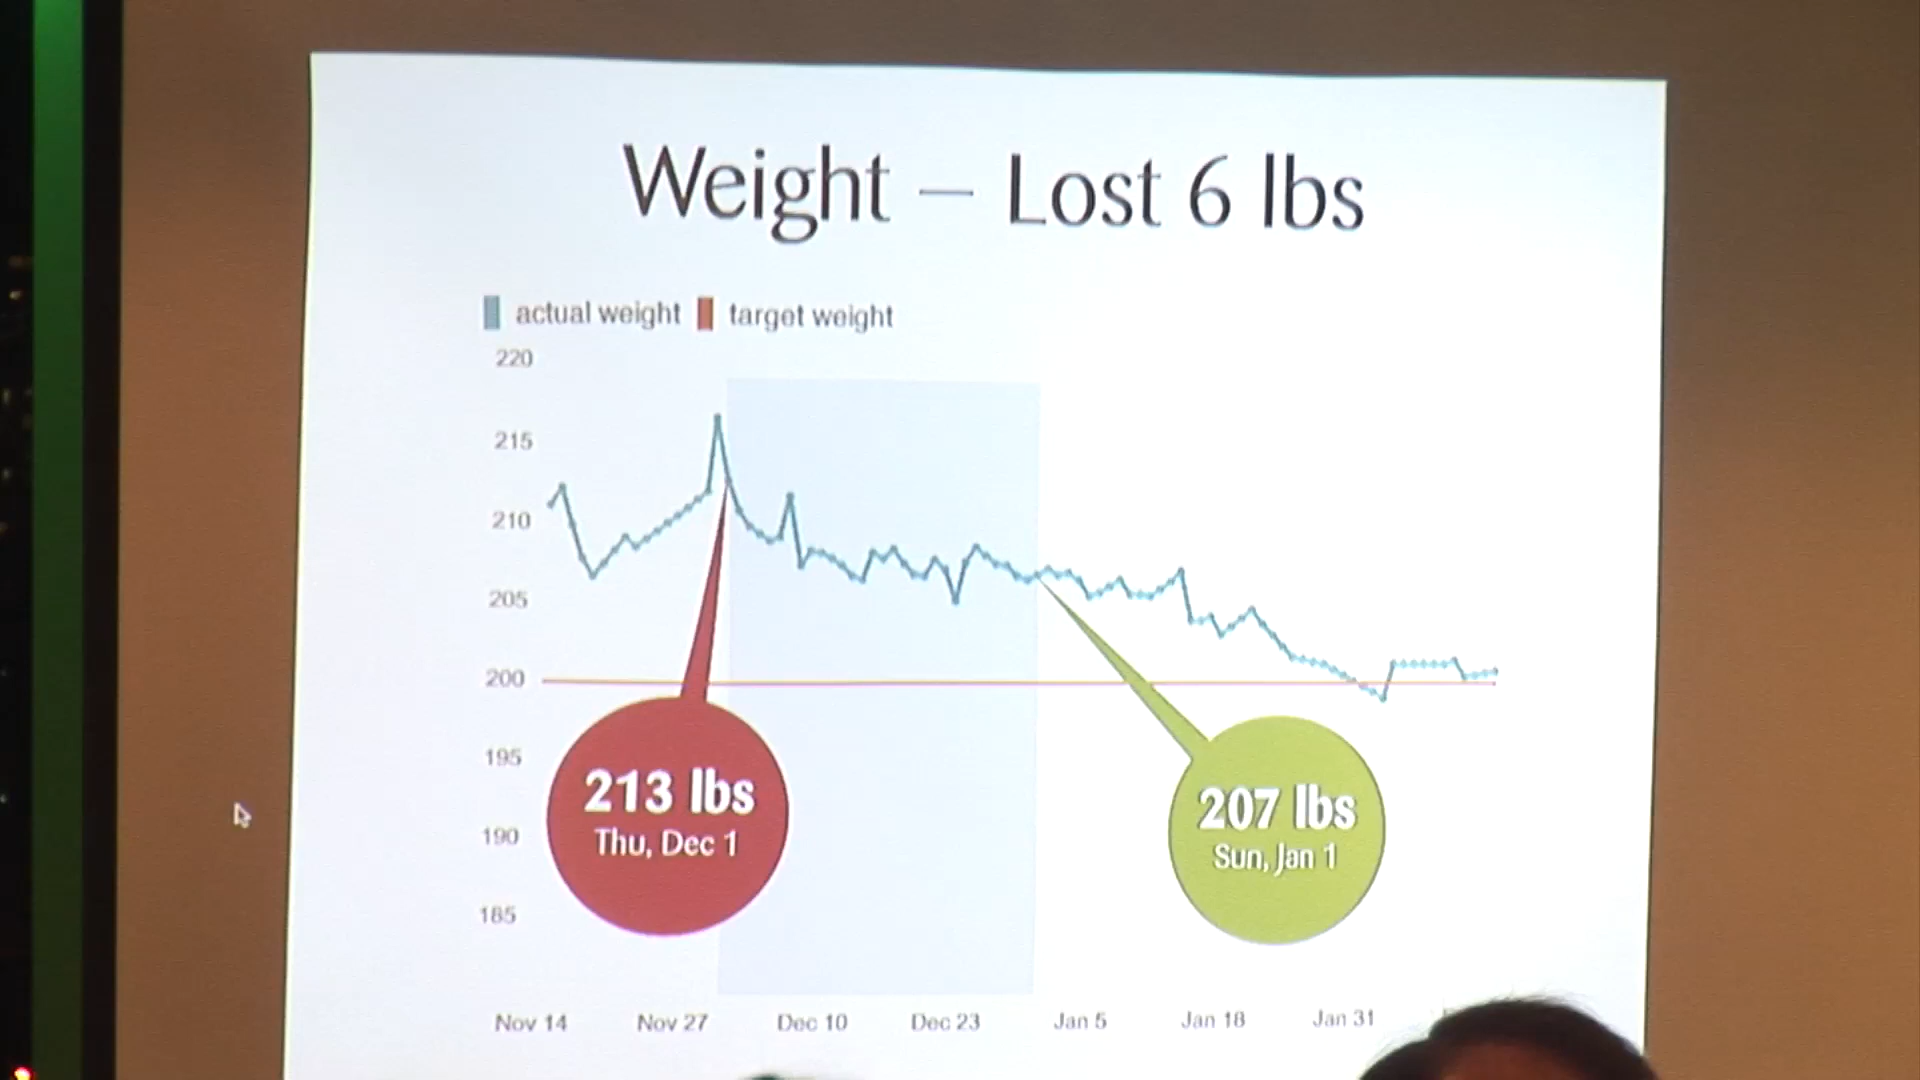 Weight – Lost 6 lbs
actual weight target weight
220
215
210
205
200
195
190
185
213 lbs
Thu, Dec 1
207 lbs
Sun, Jan 1
Nov 14 Nov 27 Dec 10 Dec 23 Jan 5 Jan 18 Jan 31